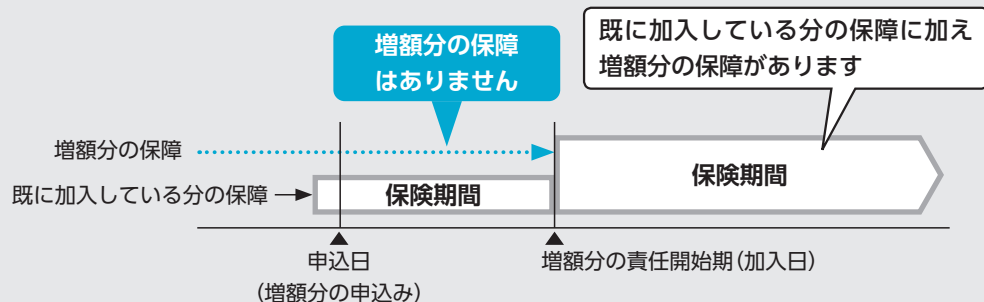 増額分の保障
はありません
既に加入している分の保障に加え
増額分の保障があります
増額分の保障
既に加入している分の保障
保険期間
保険期間
申込日
(増額分の申込み)
増額分の責任開始期(加入日)